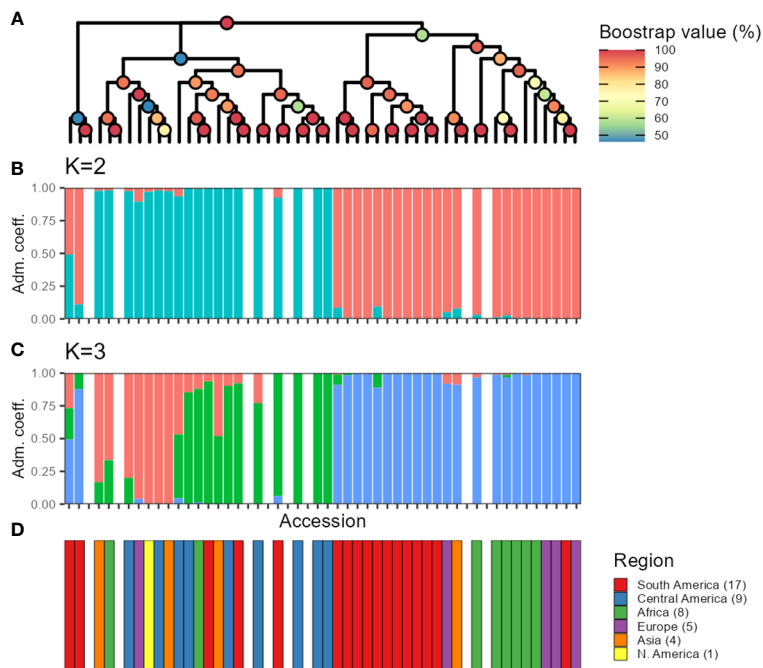 A
Boostrap value (%)
100
90
80
70
60
50
B
K=2
Adm. coeff.
1.00
0.75
0.50
0.25
0.00
C
K=3
Adm. coeff.
1.00
0.75
0.50
0.25
0.00
Accession
D
Region
South America (17)
Central America (9)
Africa (8)
Europe (5)
Asia (4)
N. America (1)